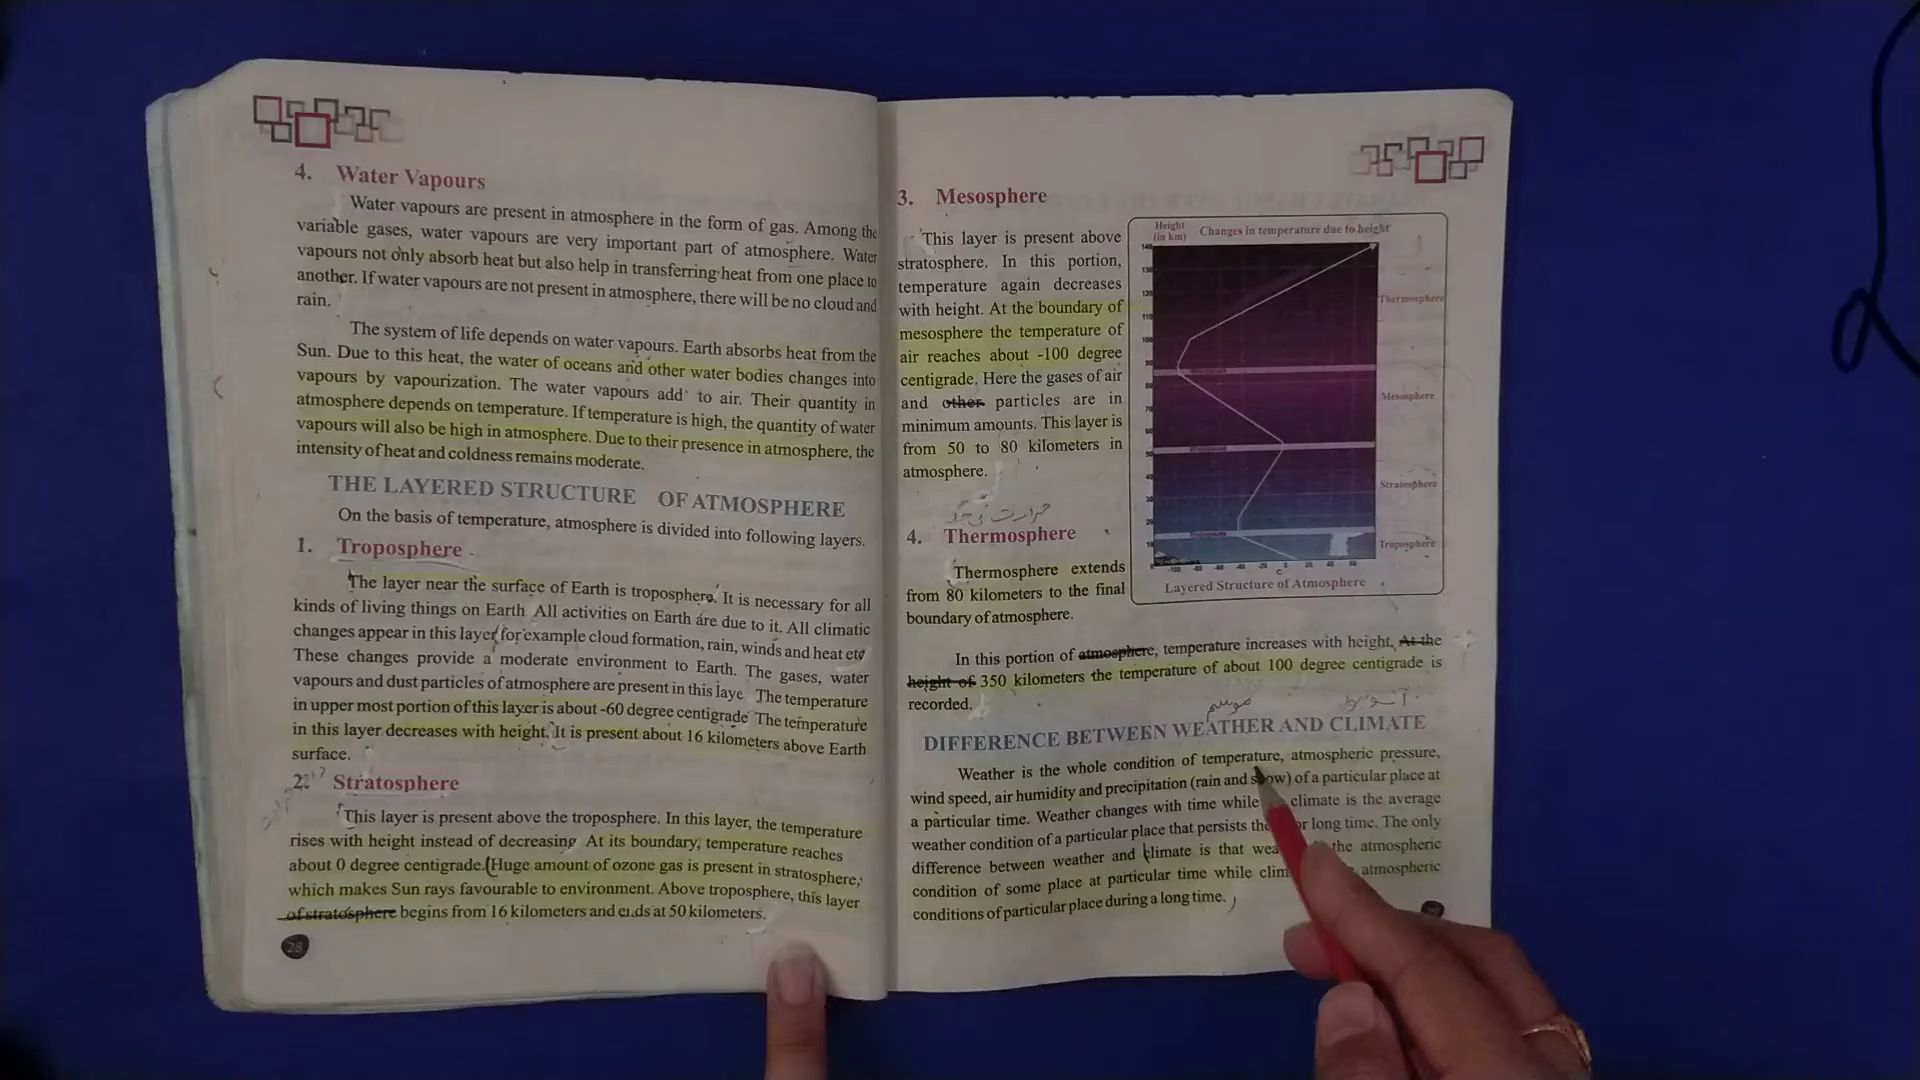 4. Water Vapours
Water vapours are present in atmosphere in the form of gas. Among the
variable gases, water vapours are very important part of atmosphere. Water
vapours not only absorb heat but also help in transferring heat from one place to
another. If water vapours are not present in atmosphere, there will be no cloud and
rain.
The system of life depends on water vapours. Earth absorbs heat from the
Sun. Due to this heat, the water of oceans and other water bodies changes into
vapours by vapourization. The water vapours add to air. Their quantity in
atmosphere depends on temperature. If temperature is high, the quantity of water
vapours will also be high in atmosphere. Due to their presence in atmosphere, the
intensity of heat and coldness remains moderate.
THE LAYERED STRUCTURE OF ATMOSPHERE
On the basis of temperature, atmosphere is divided into following layers.
1. Troposphere
The layer near the surface of Earth is troposphere. It is necessary for all
kinds of living things on Earth All activities on Earth are due to it. All climatic
changes appear in this layer for example cloud formation, rain, winds and heat etc
These changes provide a moderate environment to Earth. The gases, water
vapours and dust particles of atmosphere are present in this laye The temperature
in upper most portion of this layer is about -60 degree centigrade The temperature
in this layer decreases with height. It is present about 16 kilometers above Earth
surface.
2. Stratosphere
This layer is present above the troposphere. In this layer, the temperature
rises with height instead of decreasing At its boundary, temperature reaches
about 0 degree centigrade. (Huge amount of ozone gas is present in stratosphere,
which makes Sun rays favourable to environment. Above troposphere, this layer
of stratosphere begins from 16 kilometers and ends at 50 kilometers.
28
3. Mesosphere
This layer is present above
stratosphere. In this portion,
temperature again decreases
with height. At the boundary of
mesosphere the temperature of
air reaches about -100 degree
centigrade. Here the gases of air
and other particles are in
minimum amounts. This layer is
from 50 to 80 kilometers in
atmosphere.
Height
(in km) Changes in temperature due to height
Thermosphere
Mesosphere
Stratosphere
Troposphere
Layered Structure of Atmosphere
4. Thermosphere
Thermosphere extends
from 80 kilometers to the final
boundary of atmosphere.
In this portion of atmosphere, temperature increases with height. At the
height of 350 kilometers the temperature of about 100 degree centigrade is
recorded.
موسم
DIFFERENCE BETWEEN WEATHER AND CLIMATE
Weather is the whole condition of temperature, atmospheric pressure,
wind speed, air humidity and precipitation (rain and snow) of a particular place at
a particular time. Weather changes with time while climate is the average
weather condition of a particular place that persists or long time. The only
difference between weather and climate is that the atmospheric
condition of some place at particular time while atmospheric
conditions of particular place during a long time.